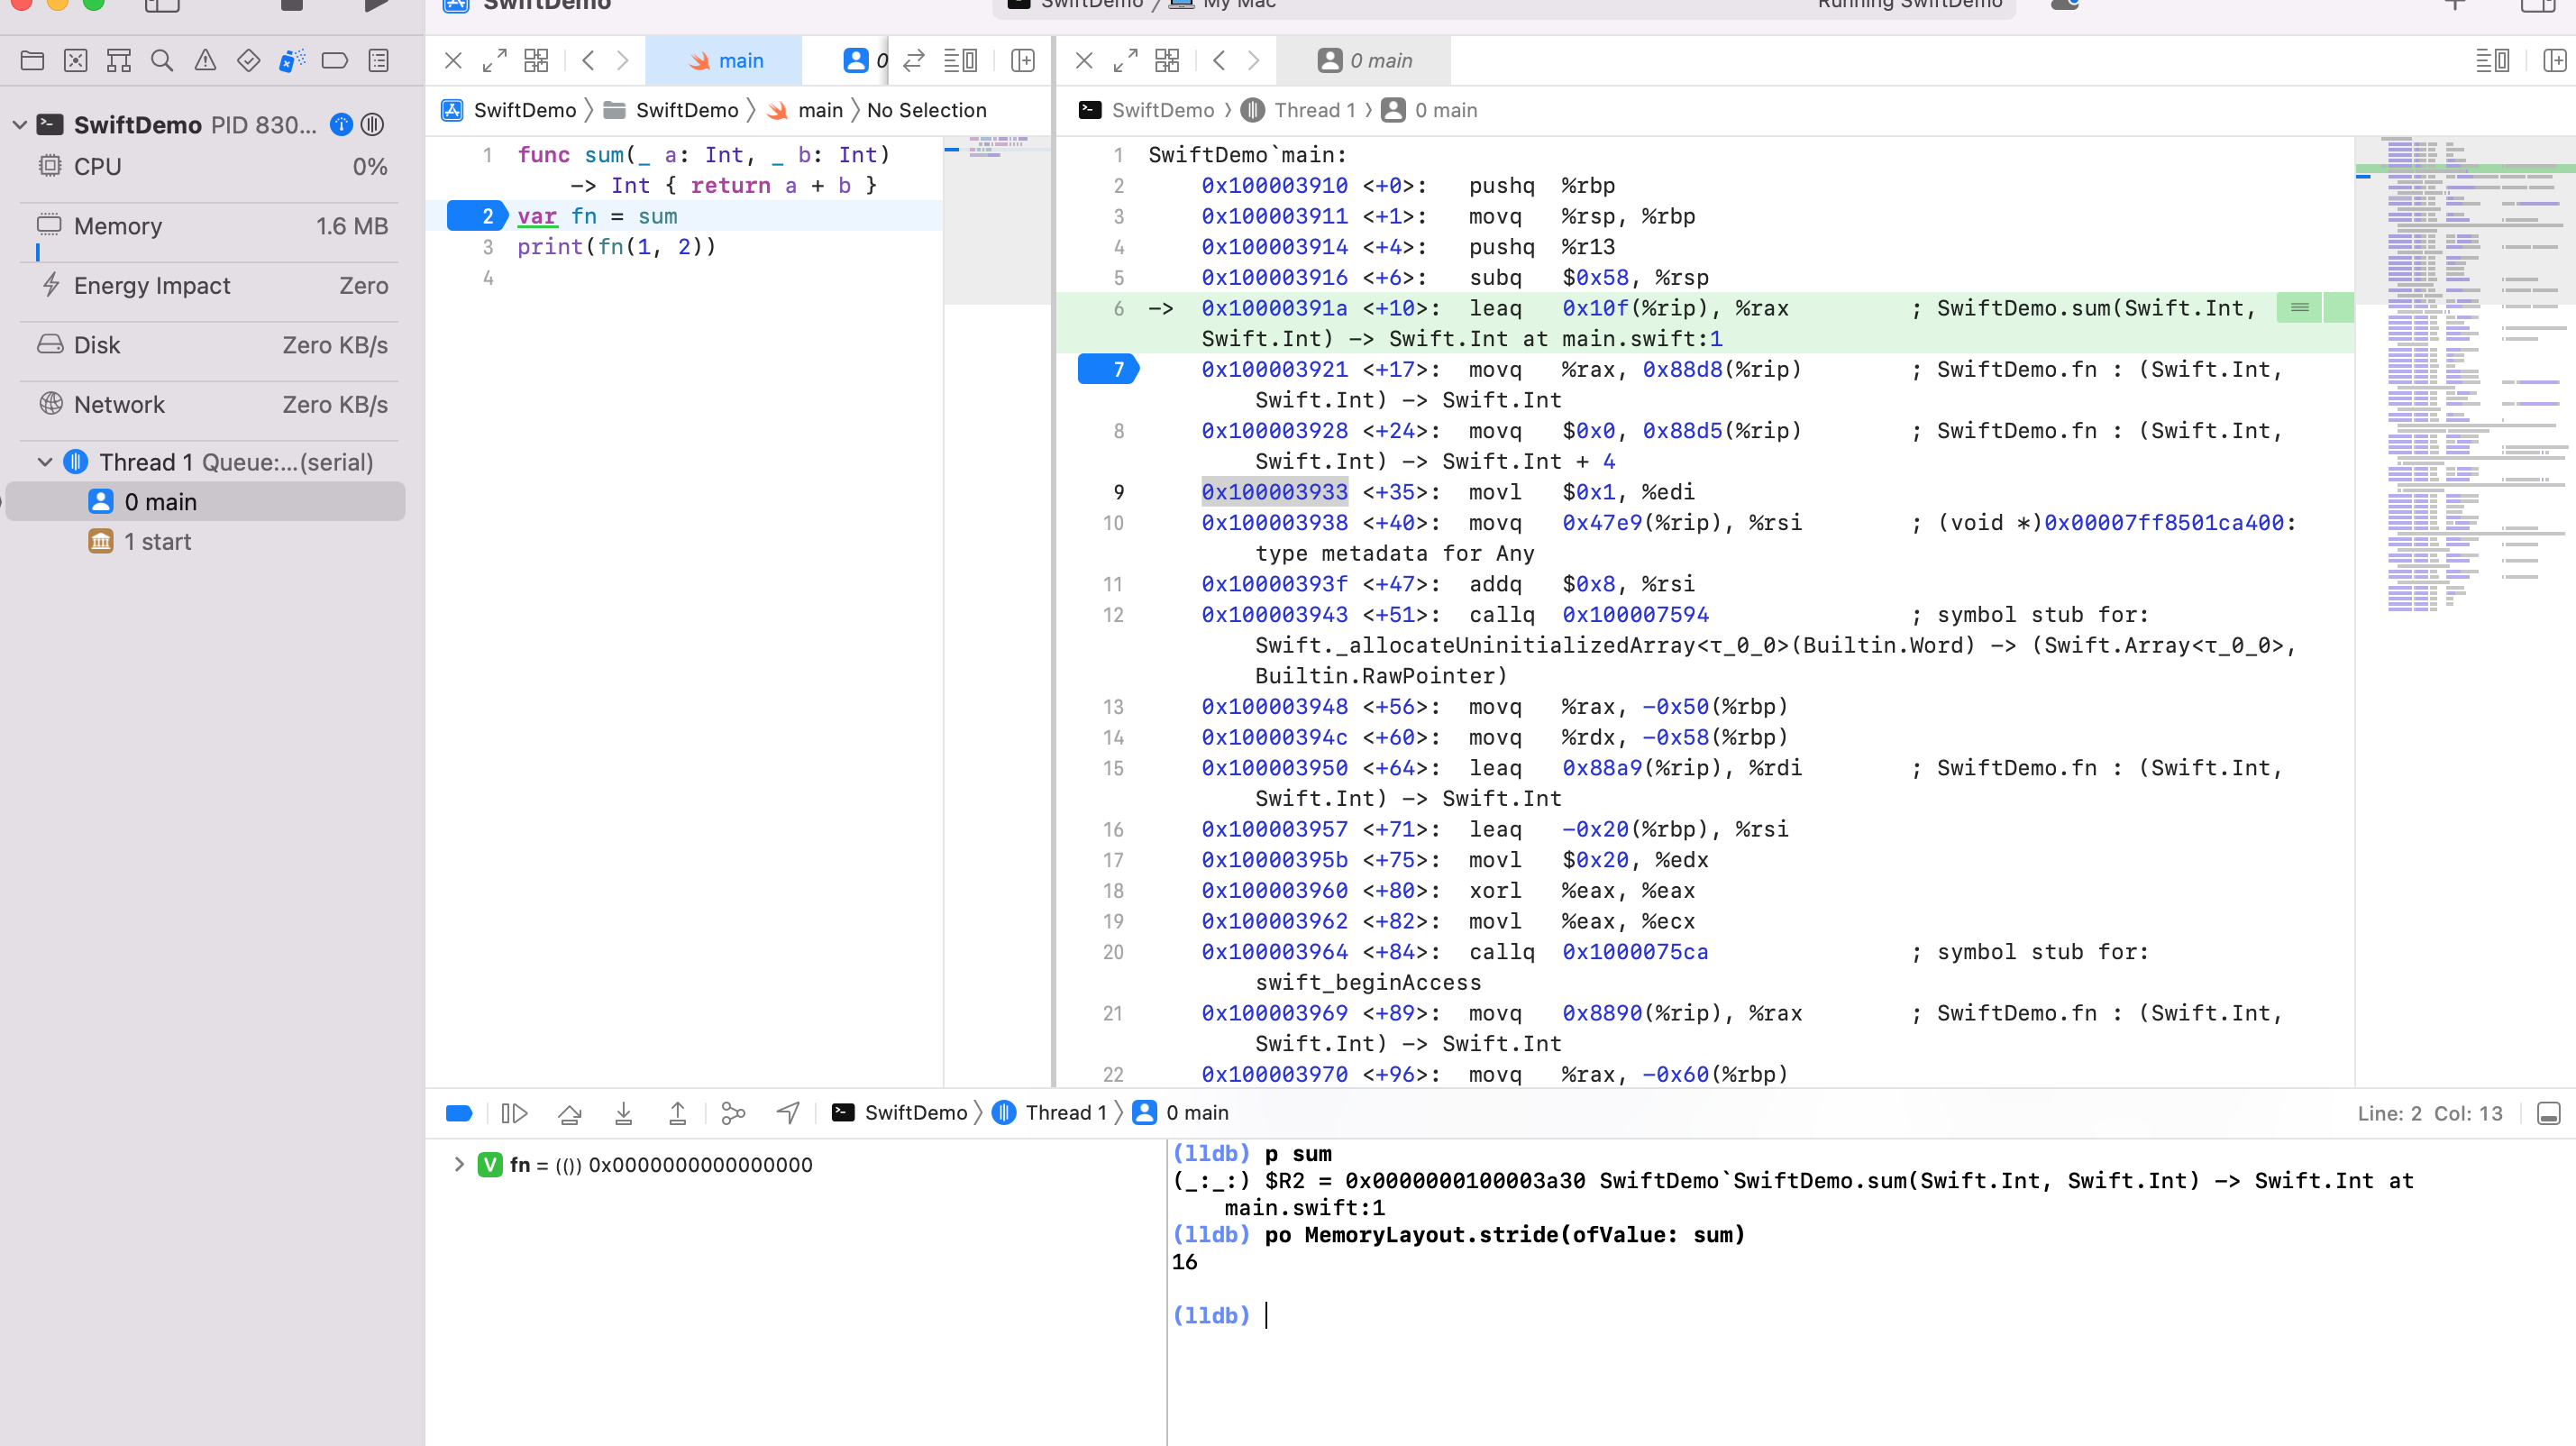 SwiftDemo
SwiftDemo / My Mac
Running SwiftDemo
main
0
0 main
SwiftDemo PID 830...
CPU 0%
Memory 1.6 MB
Energy Impact Zero
Disk Zero KB/s
Network Zero KB/s
Thread 1 Queue:...(serial)
0 main
1 start
SwiftDemo 〉 SwiftDemo 〉 main 〉 No Selection
1 func sum(_ a: Int, _ b: Int)
-> Int { return a + b }
2 var fn = sum
3 print(fn(1, 2))
4
SwiftDemo 〉 Thread 1 〉 0 main
1 SwiftDemo`main:
2 0x100003910 <+0>: pushq %rbp
3 0x100003911 <+1>: movq %rsp, %rbp
4 0x100003914 <+4>: pushq %r13
5 0x100003916 <+6>: subq $0x58, %rsp
6 -> 0x10000391a <+10>: leaq 0x10f(%rip), %rax ; SwiftDemo.sum(Swift.Int,
Swift.Int) -> Swift.Int at main.swift:1
7 0x100003921 <+17>: movq %rax, 0x88d8(%rip) ; SwiftDemo.fn : (Swift.Int,
Swift.Int) -> Swift.Int
8 0x100003928 <+24>: movq $0x0, 0x88d5(%rip) ; SwiftDemo.fn : (Swift.Int,
Swift.Int) -> Swift.Int + 4
9 0x100003933 <+35>: movl $0x1, %edi
10 0x100003938 <+40>: movq 0x47e9(%rip), %rsi ; (void *)0x00007ff8501ca400:
type metadata for Any
11 0x10000393f <+47>: addq $0x8, %rsi
12 0x100003943 <+51>: callq 0x100007594 ; symbol stub for:
Swift._allocateUninitializedArray<τ_0_0>(Builtin.Word) -> (Swift.Array<τ_0_0>,
Builtin.RawPointer)
13 0x100003948 <+56>: movq %rax, -0x50(%rbp)
14 0x10000394c <+60>: movq %rdx, -0x58(%rbp)
15 0x100003950 <+64>: leaq 0x88a9(%rip), %rdi ; SwiftDemo.fn : (Swift.Int,
Swift.Int) -> Swift.Int
16 0x100003957 <+71>: leaq -0x20(%rbp), %rsi
17 0x10000395b <+75>: movl $0x20, %edx
18 0x100003960 <+80>: xorl %eax, %eax
19 0x100003962 <+82>: movl %eax, %ecx
20 0x100003964 <+84>: callq 0x1000075ca ; symbol stub for:
swift_beginAccess
21 0x100003969 <+89>: movq 0x8890(%rip), %rax ; SwiftDemo.fn : (Swift.Int,
Swift.Int) -> Swift.Int
22 0x100003970 <+96>: movq %rax, -0x60(%rbp)
SwiftDemo 〉 Thread 1 〉 0 main
Line: 2 Col: 13
V fn = (()) 0x0000000000000000
(lldb) p sum
(_:_:) $R2 = 0x0000000100003a30 SwiftDemo`SwiftDemo.sum(Swift.Int, Swift.Int) -> Swift.Int at
main.swift:1
(lldb) po MemoryLayout.stride(ofValue: sum)
16
(lldb)